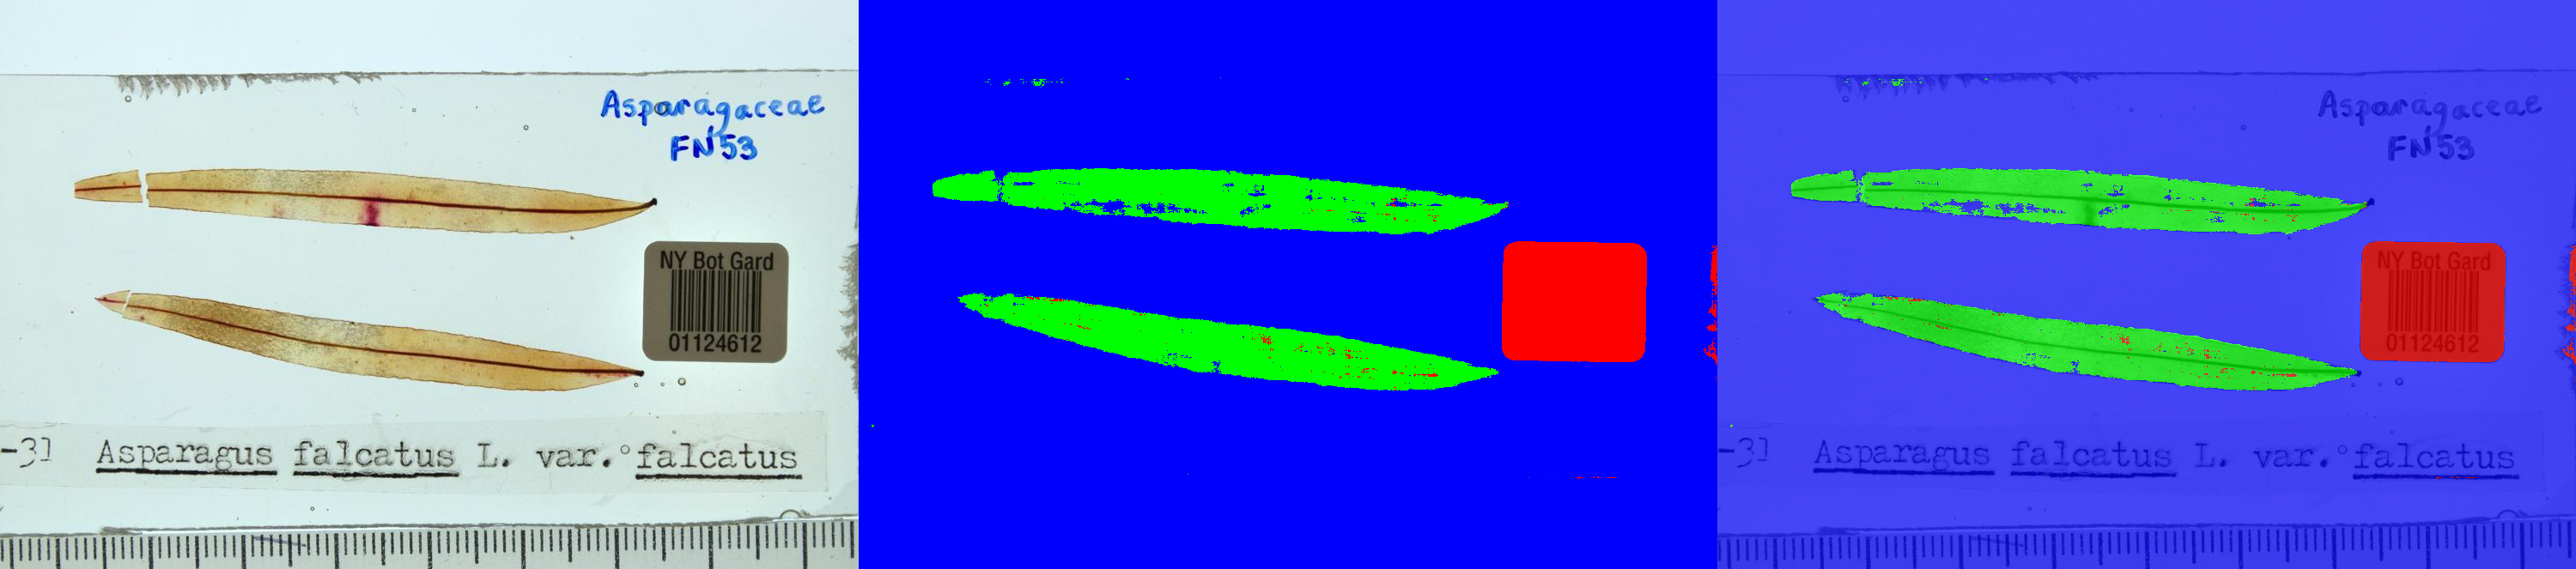 Asparagaceae
FN53
NY Bot Gard
01124612
-31 Asparagus falcatus L. var. falcatus
Asparagaceae
FN53
NY Bot Gard
01124612
-31 Asparagus falcatus L. var. falcatus